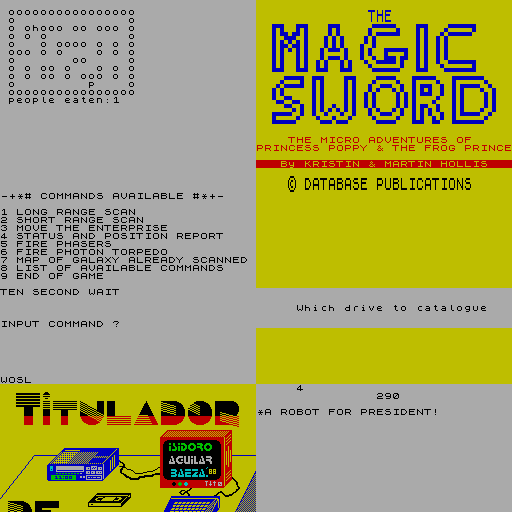 people eaten:1
-+*# COMMANDS AVAILABLE #*+-
1 LONG RANGE SCAN
2 SHORT RANGE SCAN
3 MOVE THE ENTERPRISE
4 STATUS AND POSITION REPORT
5 FIRE PHASERS
6 FIRE PHOTON TORPEDO
7 MAP OF GALAXY ALREADY SCANNED
8 LIST OF AVAILABLE COMMANDS
9 END OF GAME
TEN SECOND WAIT
INPUT COMMAND ?
WOSL
THE
MAGIC
SWORD
THE MICRO ADVENTURES OF
PRINCESS POPPY & THE FROG PRINCE
By KRISTIN & MARTIN HOLLIS
© DATABASE PUBLICATIONS
Which drive to catalogue
TITULADOR
ISIDORO
AGUILAR
BAEZA.'88
DE
4
290
*A ROBOT FOR PRESIDENT!